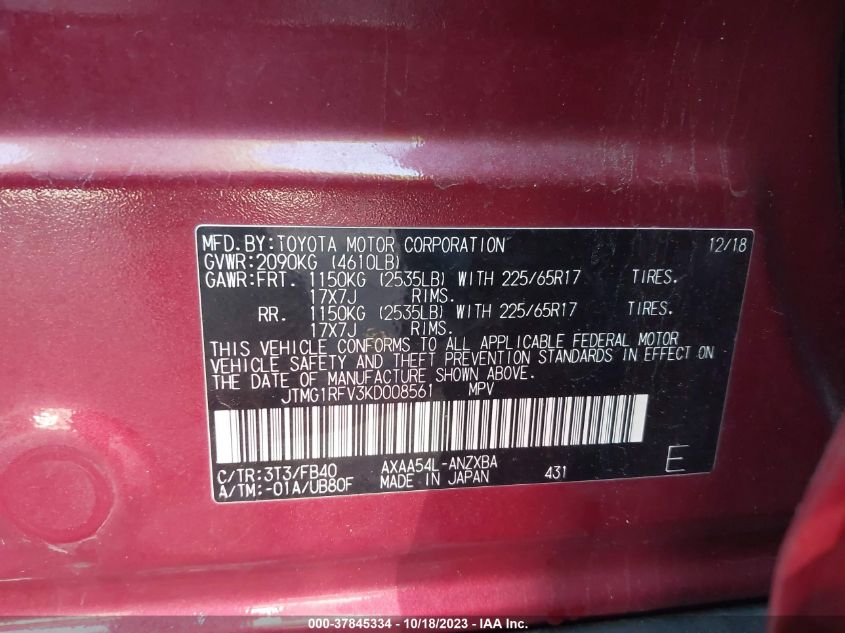 MFD.BY:TOYOTA MOTOR CORPORATION 12/18
GVWR:2090KG (4610LB)
GAWR:FRT. 1150KG (2535LB) WITH 225/65R17 TIRES.
17X7J RIMS.
RR. 1150KG (2535LB) WITH 225/65R17 TIRES.
17X7J RIMS.
THIS VEHICLE CONFORMS TO ALL APPLICABLE FEDERAL MOTOR
VEHICLE SAFETY AND THEFT PREVENTION STANDARDS IN EFFECT ON
THE DATE OF MANUFACTURE SHOWN ABOVE.
JTMG1RFV3KD008561 MPV
C/TR:3T3/FB40 AXAA54L-ANZXBA
A/TM:-01A/UB80F MADE IN JAPAN 431 E
000-37845334 | 10/18/2023 | IAA, Inc.